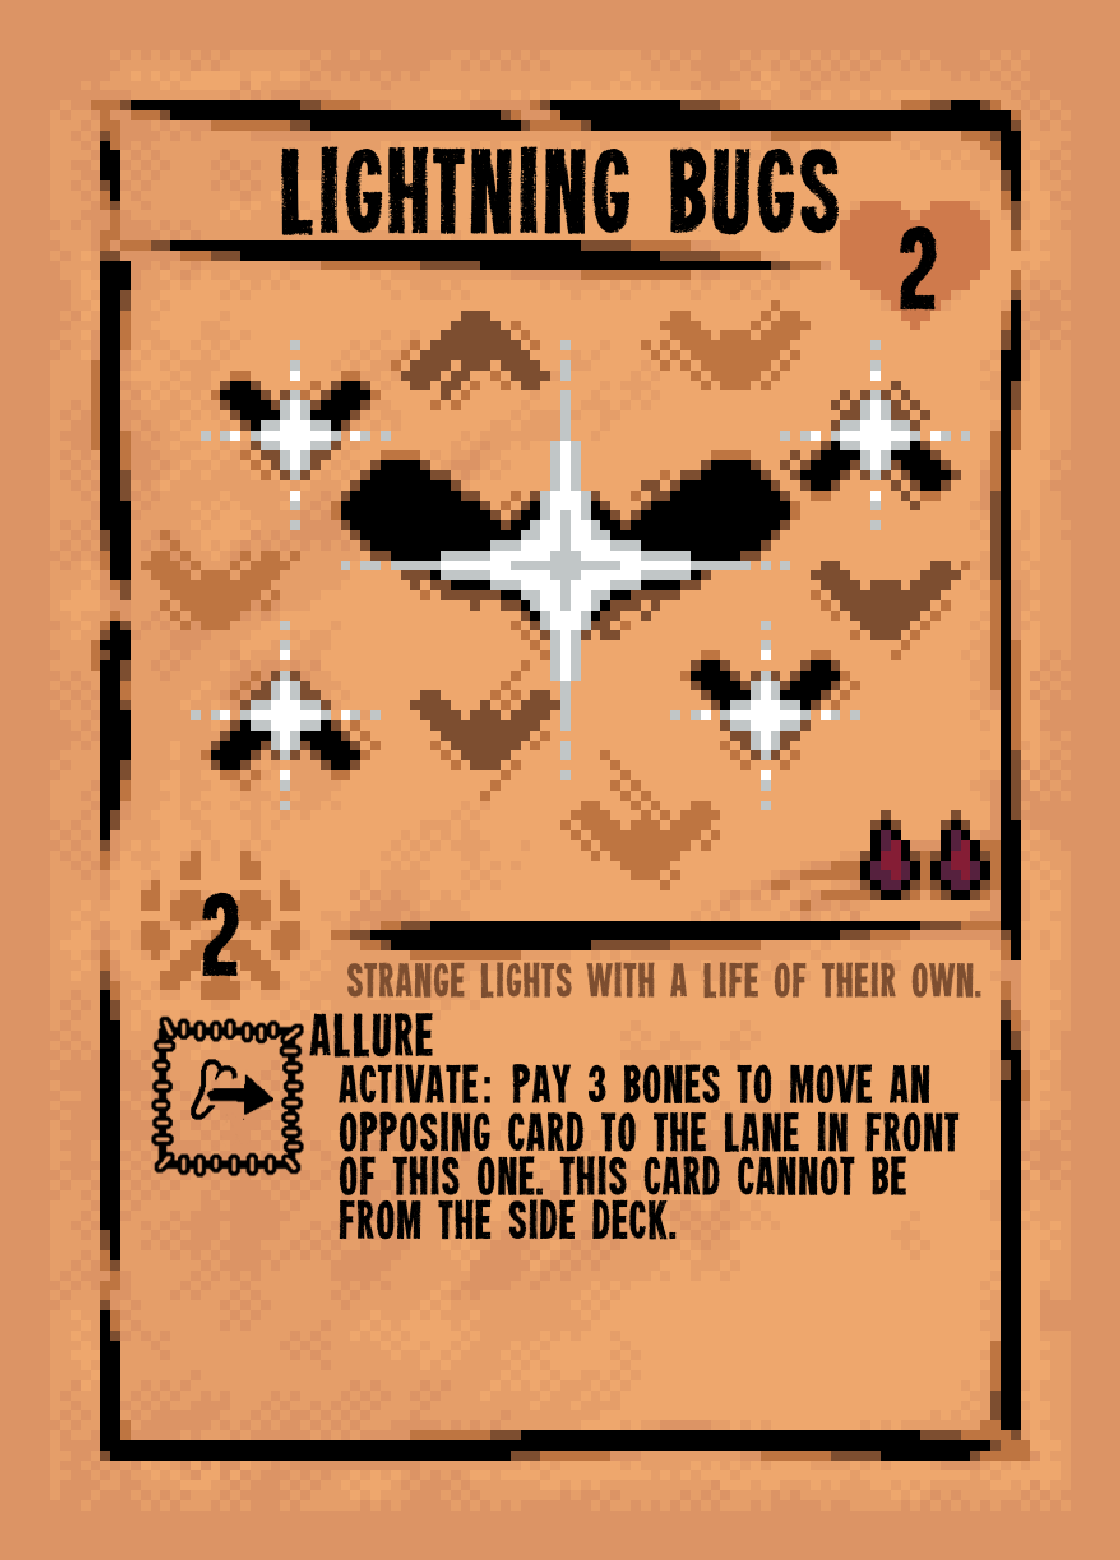 LIGHTNING BUGS
2
2
STRANGE LIGHTS WITH A LIFE OF THEIR OWN.
ALLURE
ACTIVATE: PAY 3 BONES TO MOVE AN
OPPOSING CARD TO THE LANE IN FRONT
OF THIS ONE. THIS CARD CANNOT BE
FROM THE SIDE DECK.